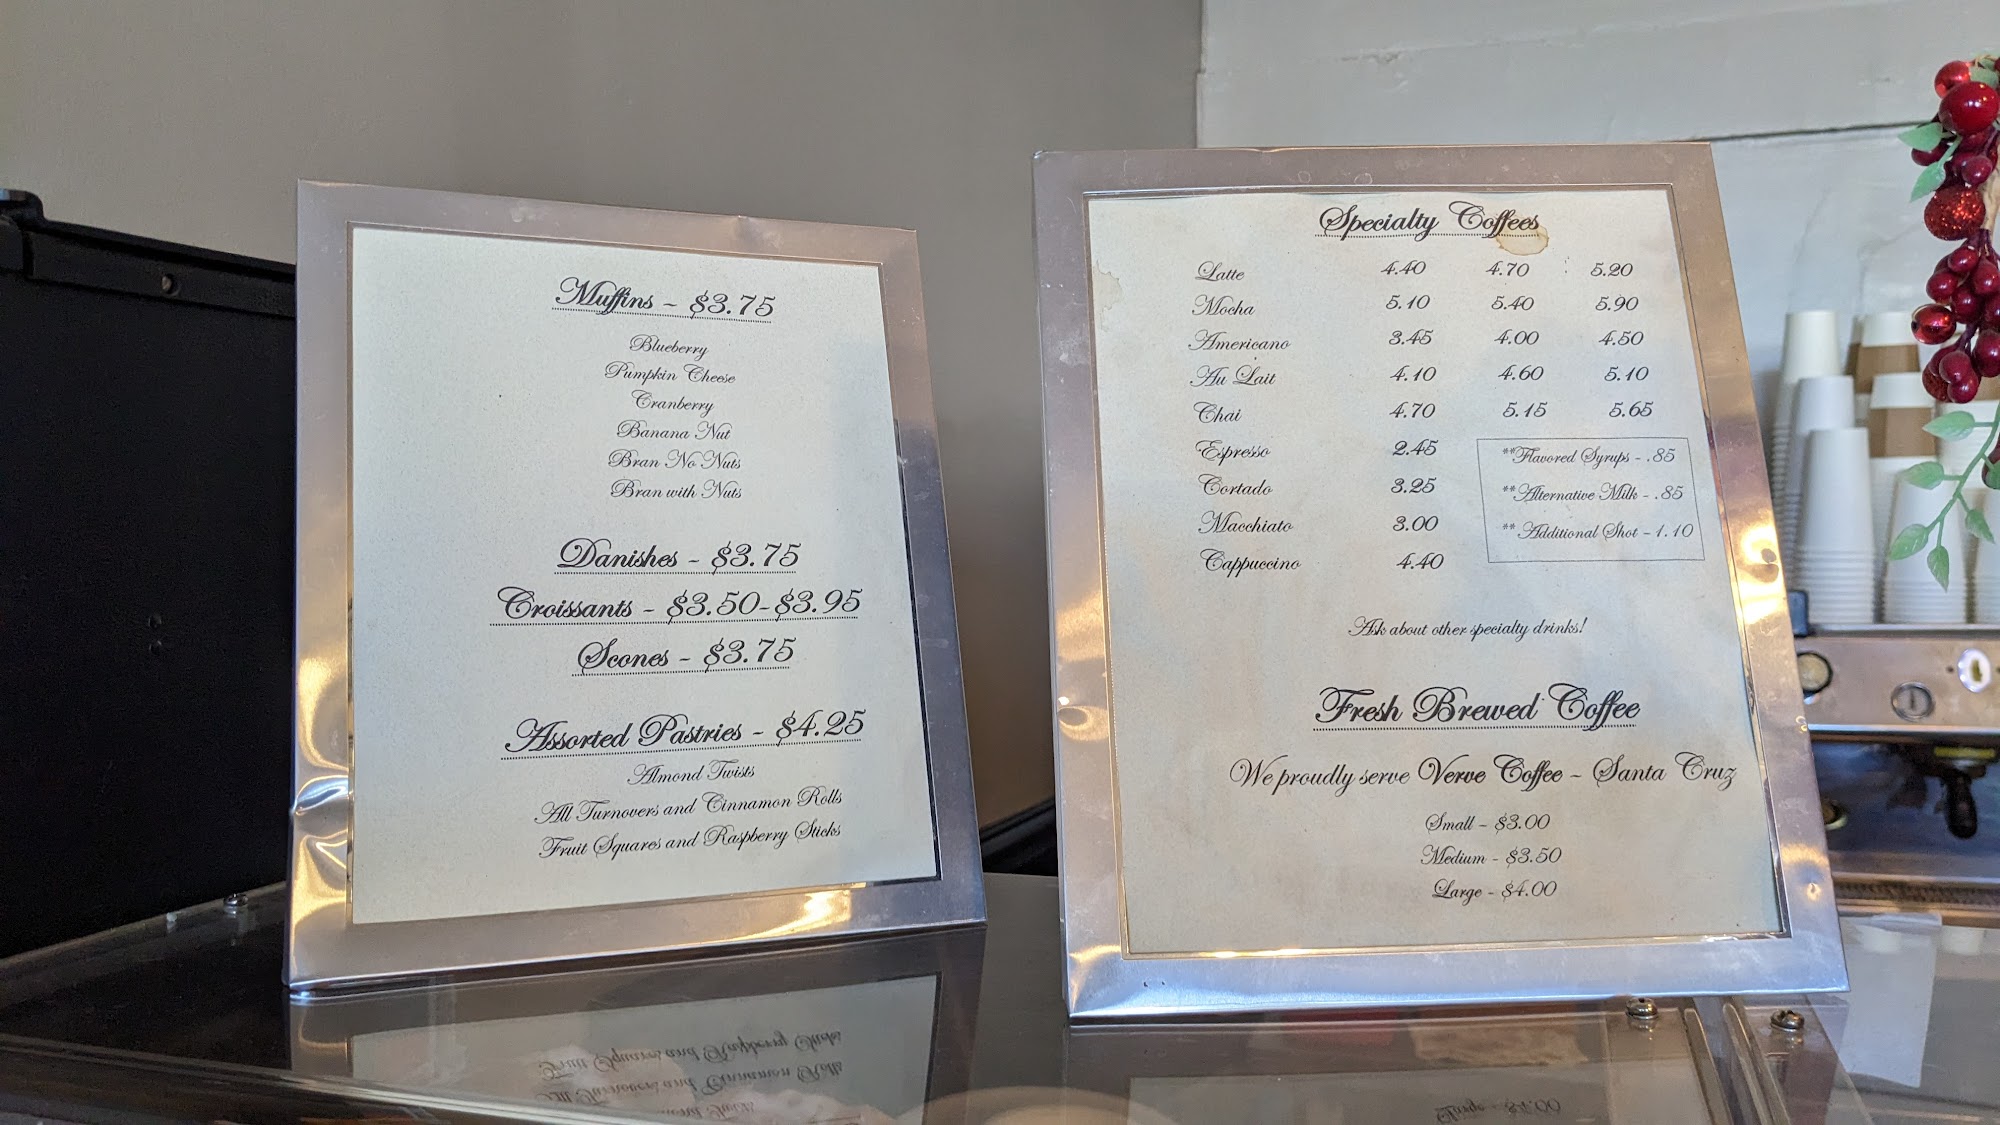 Muffins - $3.75
Blueberry
Pumpkin Cheese
Cranberry
Banana Nut
Bran No Nuts
Bran with Nuts
Danishes - $3.75
Croissants - $3.50-$3.95
Scones - $3.75
Assorted Pastries - $4.25
Almond Twists
All Turnovers and Cinnamon Rolls
Fruit Squares and Raspberry Sticks
Specialty Coffees
Latte 4.40 4.70 5.20
Mocha 5.10 5.40 5.90
Americano 3.45 4.00 4.50
Au Lait 4.10 4.60 5.10
Chai 4.70 5.15 5.65
Espresso 2.45
Cortado 3.25
Macchiato 3.00
Cappuccino 4.40
**Flavored Syrups - .85
**Alternative Milk - .85
** Additional Shot - 1.10
Ask about other specialty drinks!
Fresh Brewed Coffee
We proudly serve Verve Coffee ~ Santa Cruz
Small - $3.00
Medium - $3.50
Large - $4.00